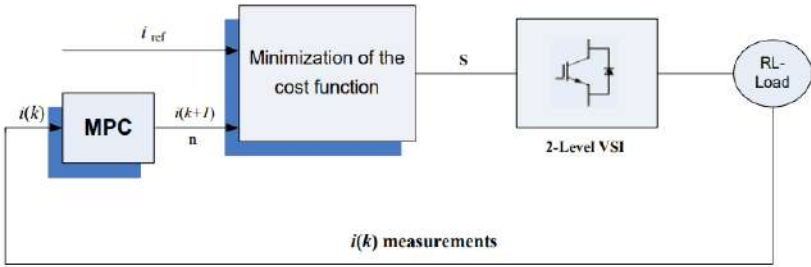 i ref
Minimization of the
cost function
S
RL-
Load
i(k)
MPC
i(k+1)
n
2-Level VSI
i(k) measurements